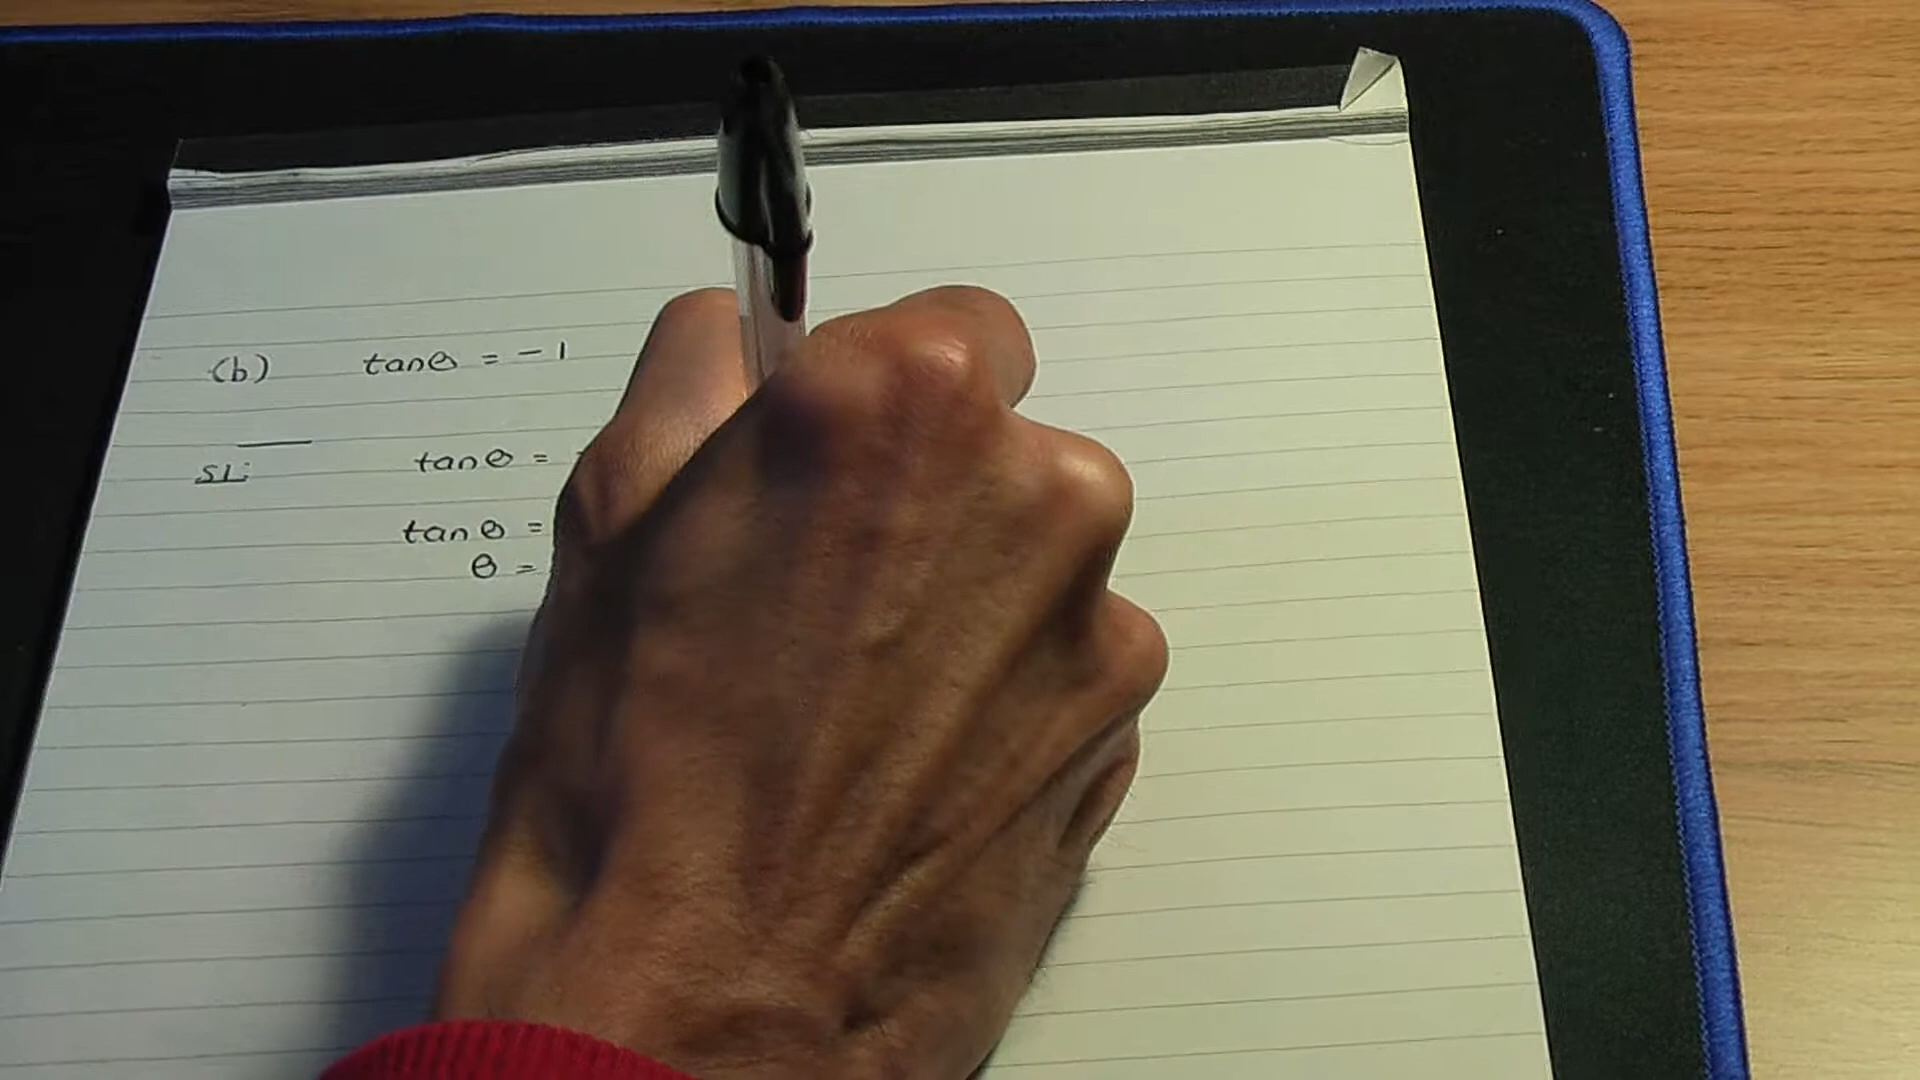 (b) tanθ = - 1
SL:
tanθ =
tanθ =
θ =